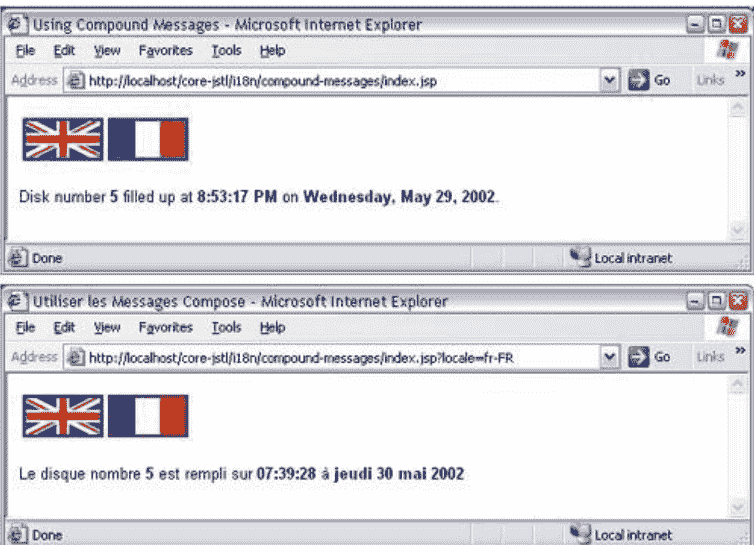 Using Compound Messages - Microsoft Internet Explorer
File Edit View Favorites Tools Help
Address http://localhost/core-jstl/i18n/compound-messages/index.jsp Go Links »
Disk number 5 filled up at 8:53:17 PM on Wednesday, May 29, 2002.
Done Local intranet
Utiliser les Messages Compose - Microsoft Internet Explorer
File Edit View Favorites Tools Help
Address http://localhost/core-jstl/i18n/compound-messages/index.jsp?locale=fr-FR Go Links »
Le disque nombre 5 est rempli sur 07:39:28 à jeudi 30 mai 2002
Done Local intranet